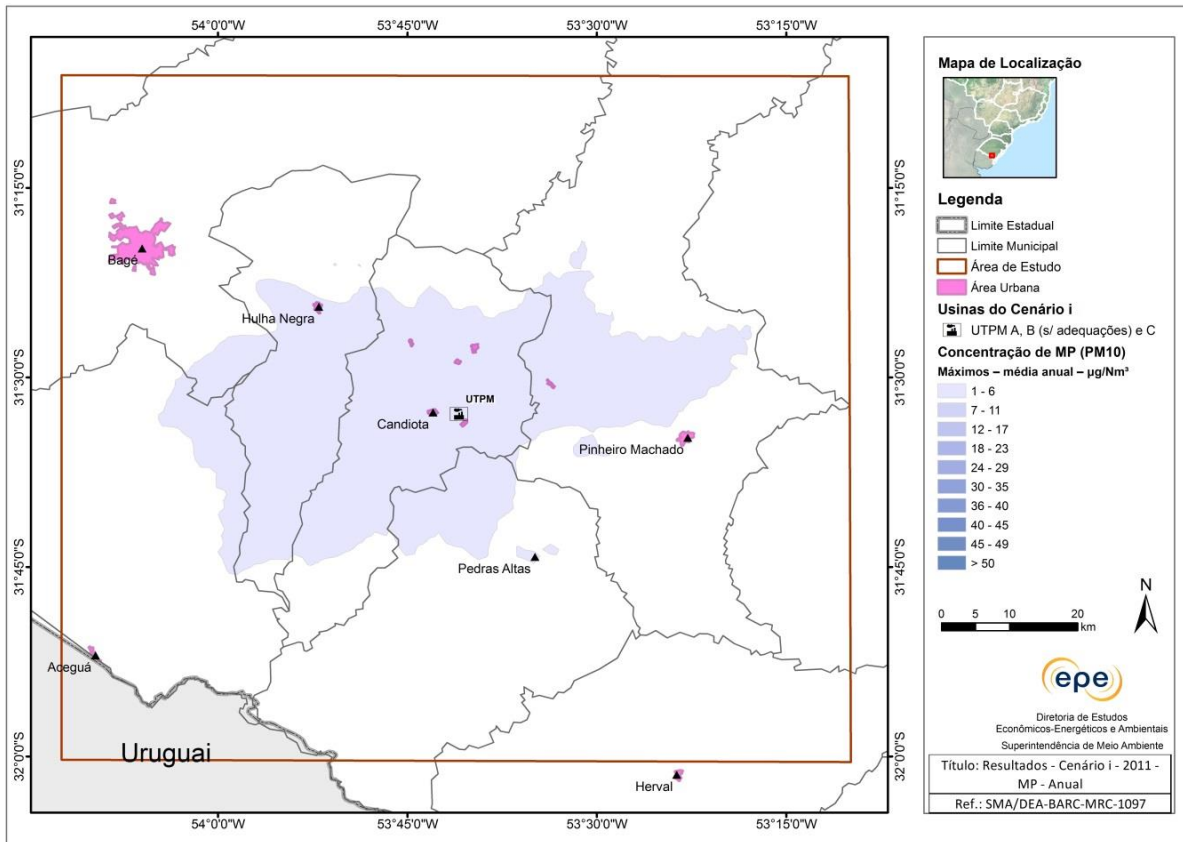 54°0'0"W
53°45'0"W
53°30'0"W
53°15'0"W
31°15'0"S
31°30'0"S
31°45'0"S
32°0'0"S
31°15'0"S
31°30'0"S
31°45'0"S
32°0'0"S
Bagé
Hulha Negra
UTPM
Candiota
Pinheiro Machado
Pedras Altas
Aceguá
Uruguai
Herval
54°0'0"W
53°45'0"W
53°30'0"W
53°15'0"W
Mapa de Localização
Legenda
Limite Estadual
Limite Municipal
Área de Estudo
Área Urbana
Usinas do Cenário i
UTPM A, B (s/ adequações) e C
Concentração de MP (PM10)
Máximos – média anual – µg/Nm³
1 - 6
7 - 11
12 - 17
18 - 23
24 - 29
30 - 35
36 - 40
40 - 45
45 - 49
> 50
N
0 5 10 20
km
epe
Diretoria de Estudos
Econômicos-Energéticos e Ambientais
Superintendência de Meio Ambiente
Título: Resultados - Cenário i - 2011 -
MP - Anual
Ref.: SMA/DEA-BARC-MRC-1097